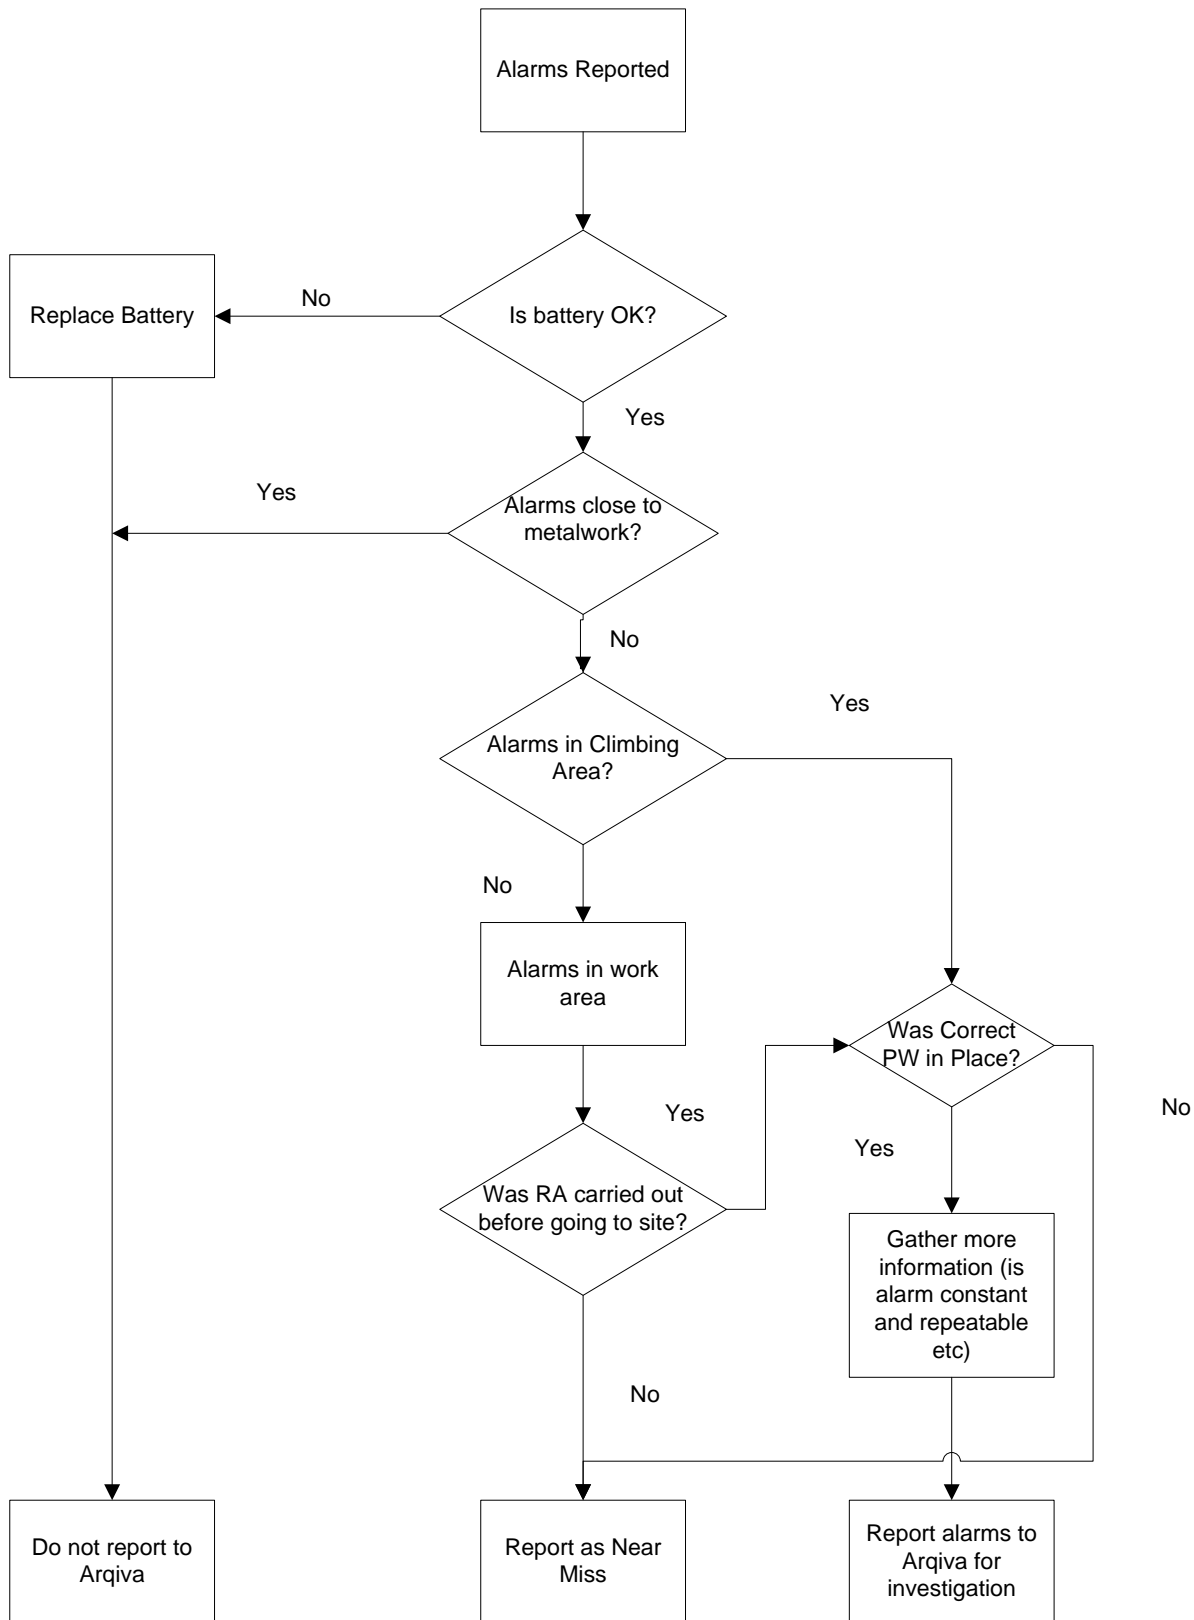 Alarms Reported
Replace Battery
No
Is battery OK?
Yes
Yes
Alarms close to
metalwork?
No
Yes
Alarms in Climbing
Area?
No
Alarms in work
area
Was Correct
PW in Place?
Yes
No
Yes
Was RA carried out
before going to site?
Gather more
information (is
alarm constant
and repeatable
etc)
No
Do not report to
Arqiva
Report as Near
Miss
Report alarms to
Arqiva for
investigation